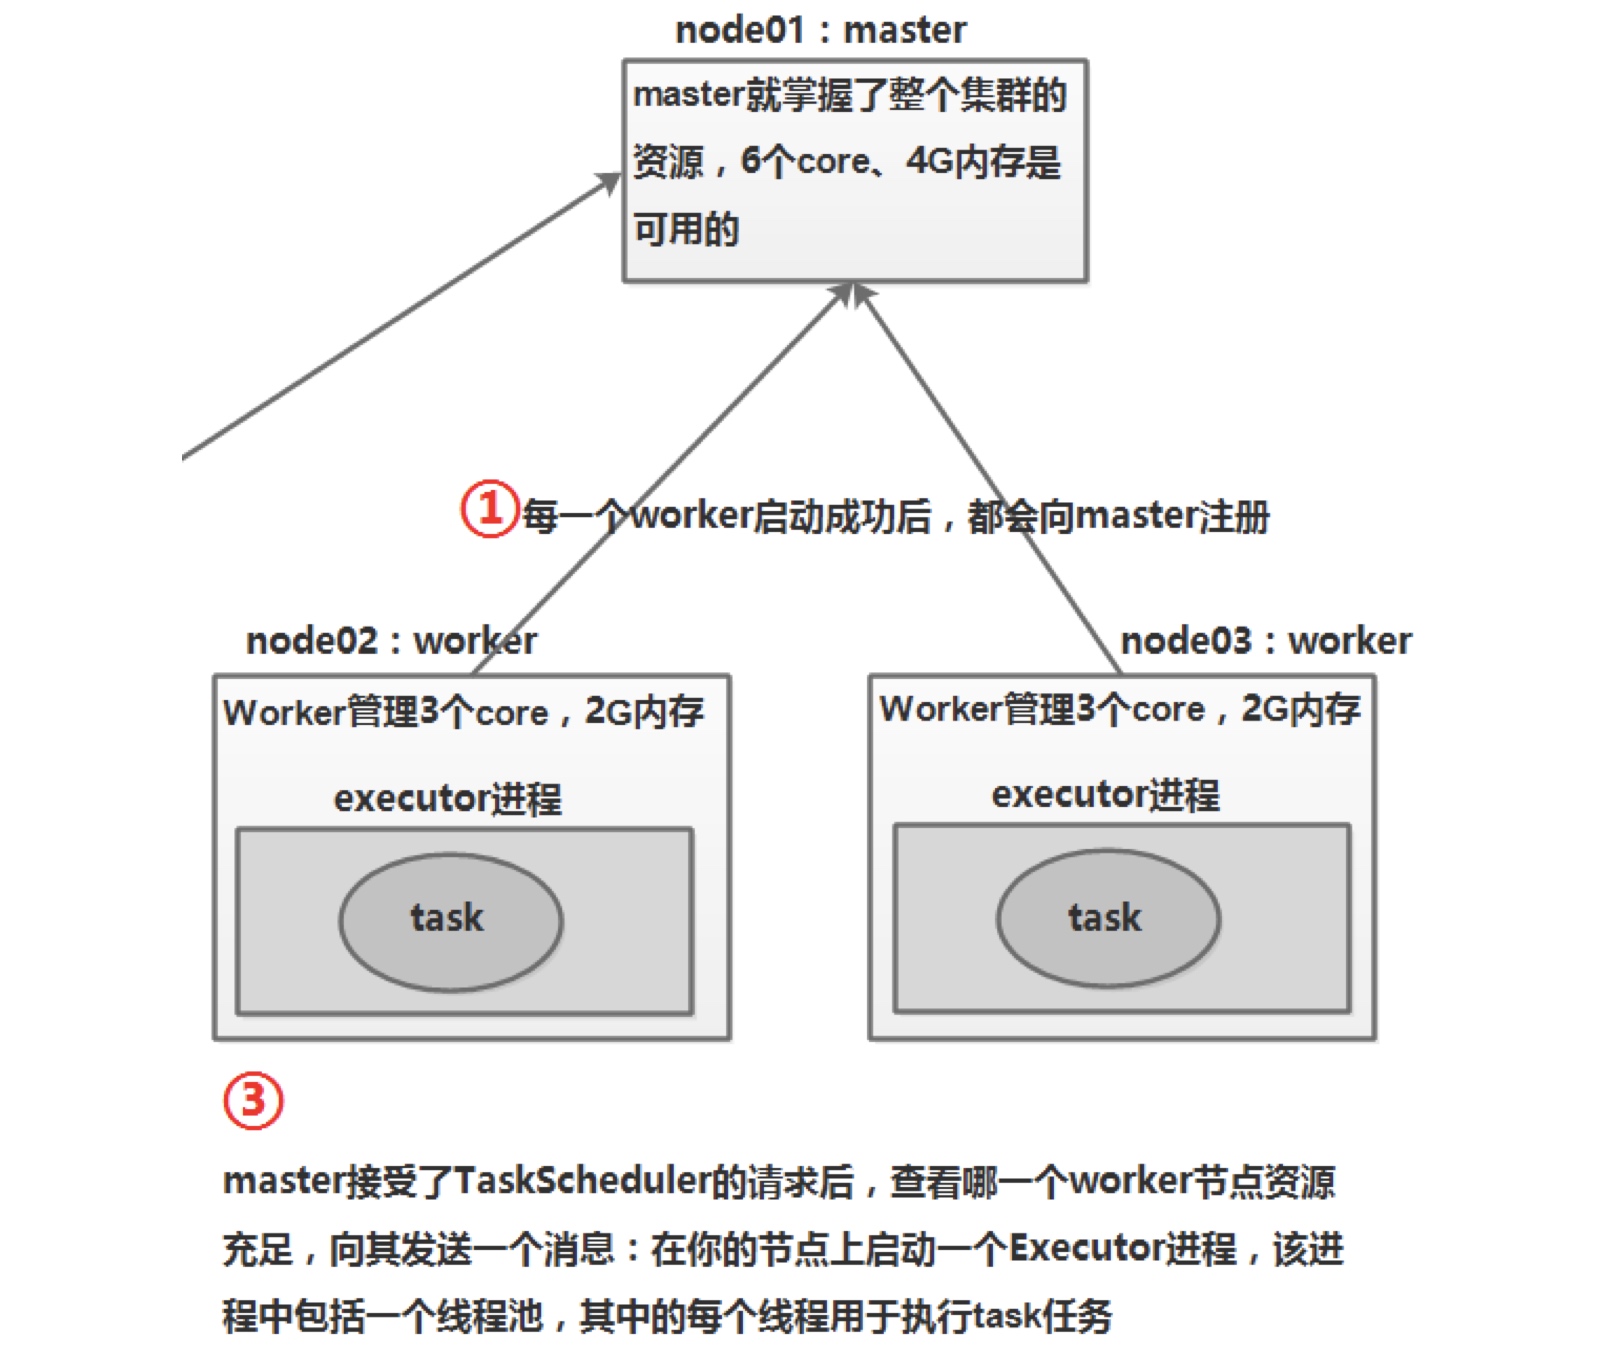 node01：master
master就掌握了整个集群的
资源，6个core、4G内存是
可用的
①每一个worker启动成功后，都会向master注册
node02：worker
node03：worker
Worker管理3个core，2G内存
Worker管理3个core，2G内存
executor进程
executor进程
task
task
③
master接受了TaskScheduler的请求后，查看哪一个worker节点资源
充足，向其发送一个消息：在你的节点上启动一个Executor进程，该进
程中包括一个线程池，其中的每个线程用于执行task任务